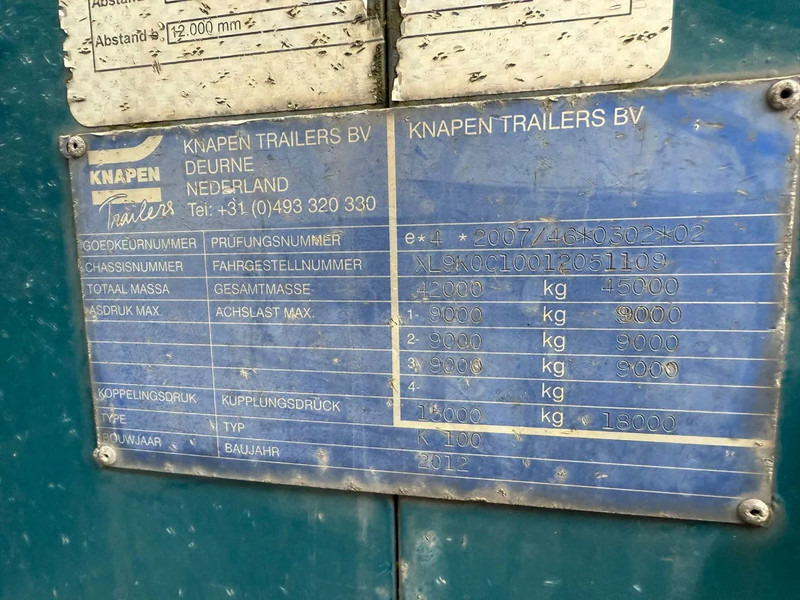 Abstand
Abstand b 12.000 mm
KNAPEN
Trailers
KNAPEN TRAILERS BV
DEURNE
NEDERLAND
Tel: +31 (0)493 320 330
KNAPEN TRAILERS BV
GOEDKEURNUMMER PRÜFUNGSNUMMER e*4 *2007/46*0302*02
CHASSISNUMMER FAHRGESTELLNUMMER XL9K0C10012051109
TOTAAL MASSA GESAMTMASSE 42000 kg 45000
ASDRUK MAX. ACHSLAST MAX. 1- 9000 kg 9000
2- 9000 kg 9000
3- 9000 kg 9000
4- kg
KOPPELINGSDRUK KUPPLUNGSDRÜCK 15000 kg 18000
TYPE TYP K 100
BOUWJAAR BAUJAHR 2012